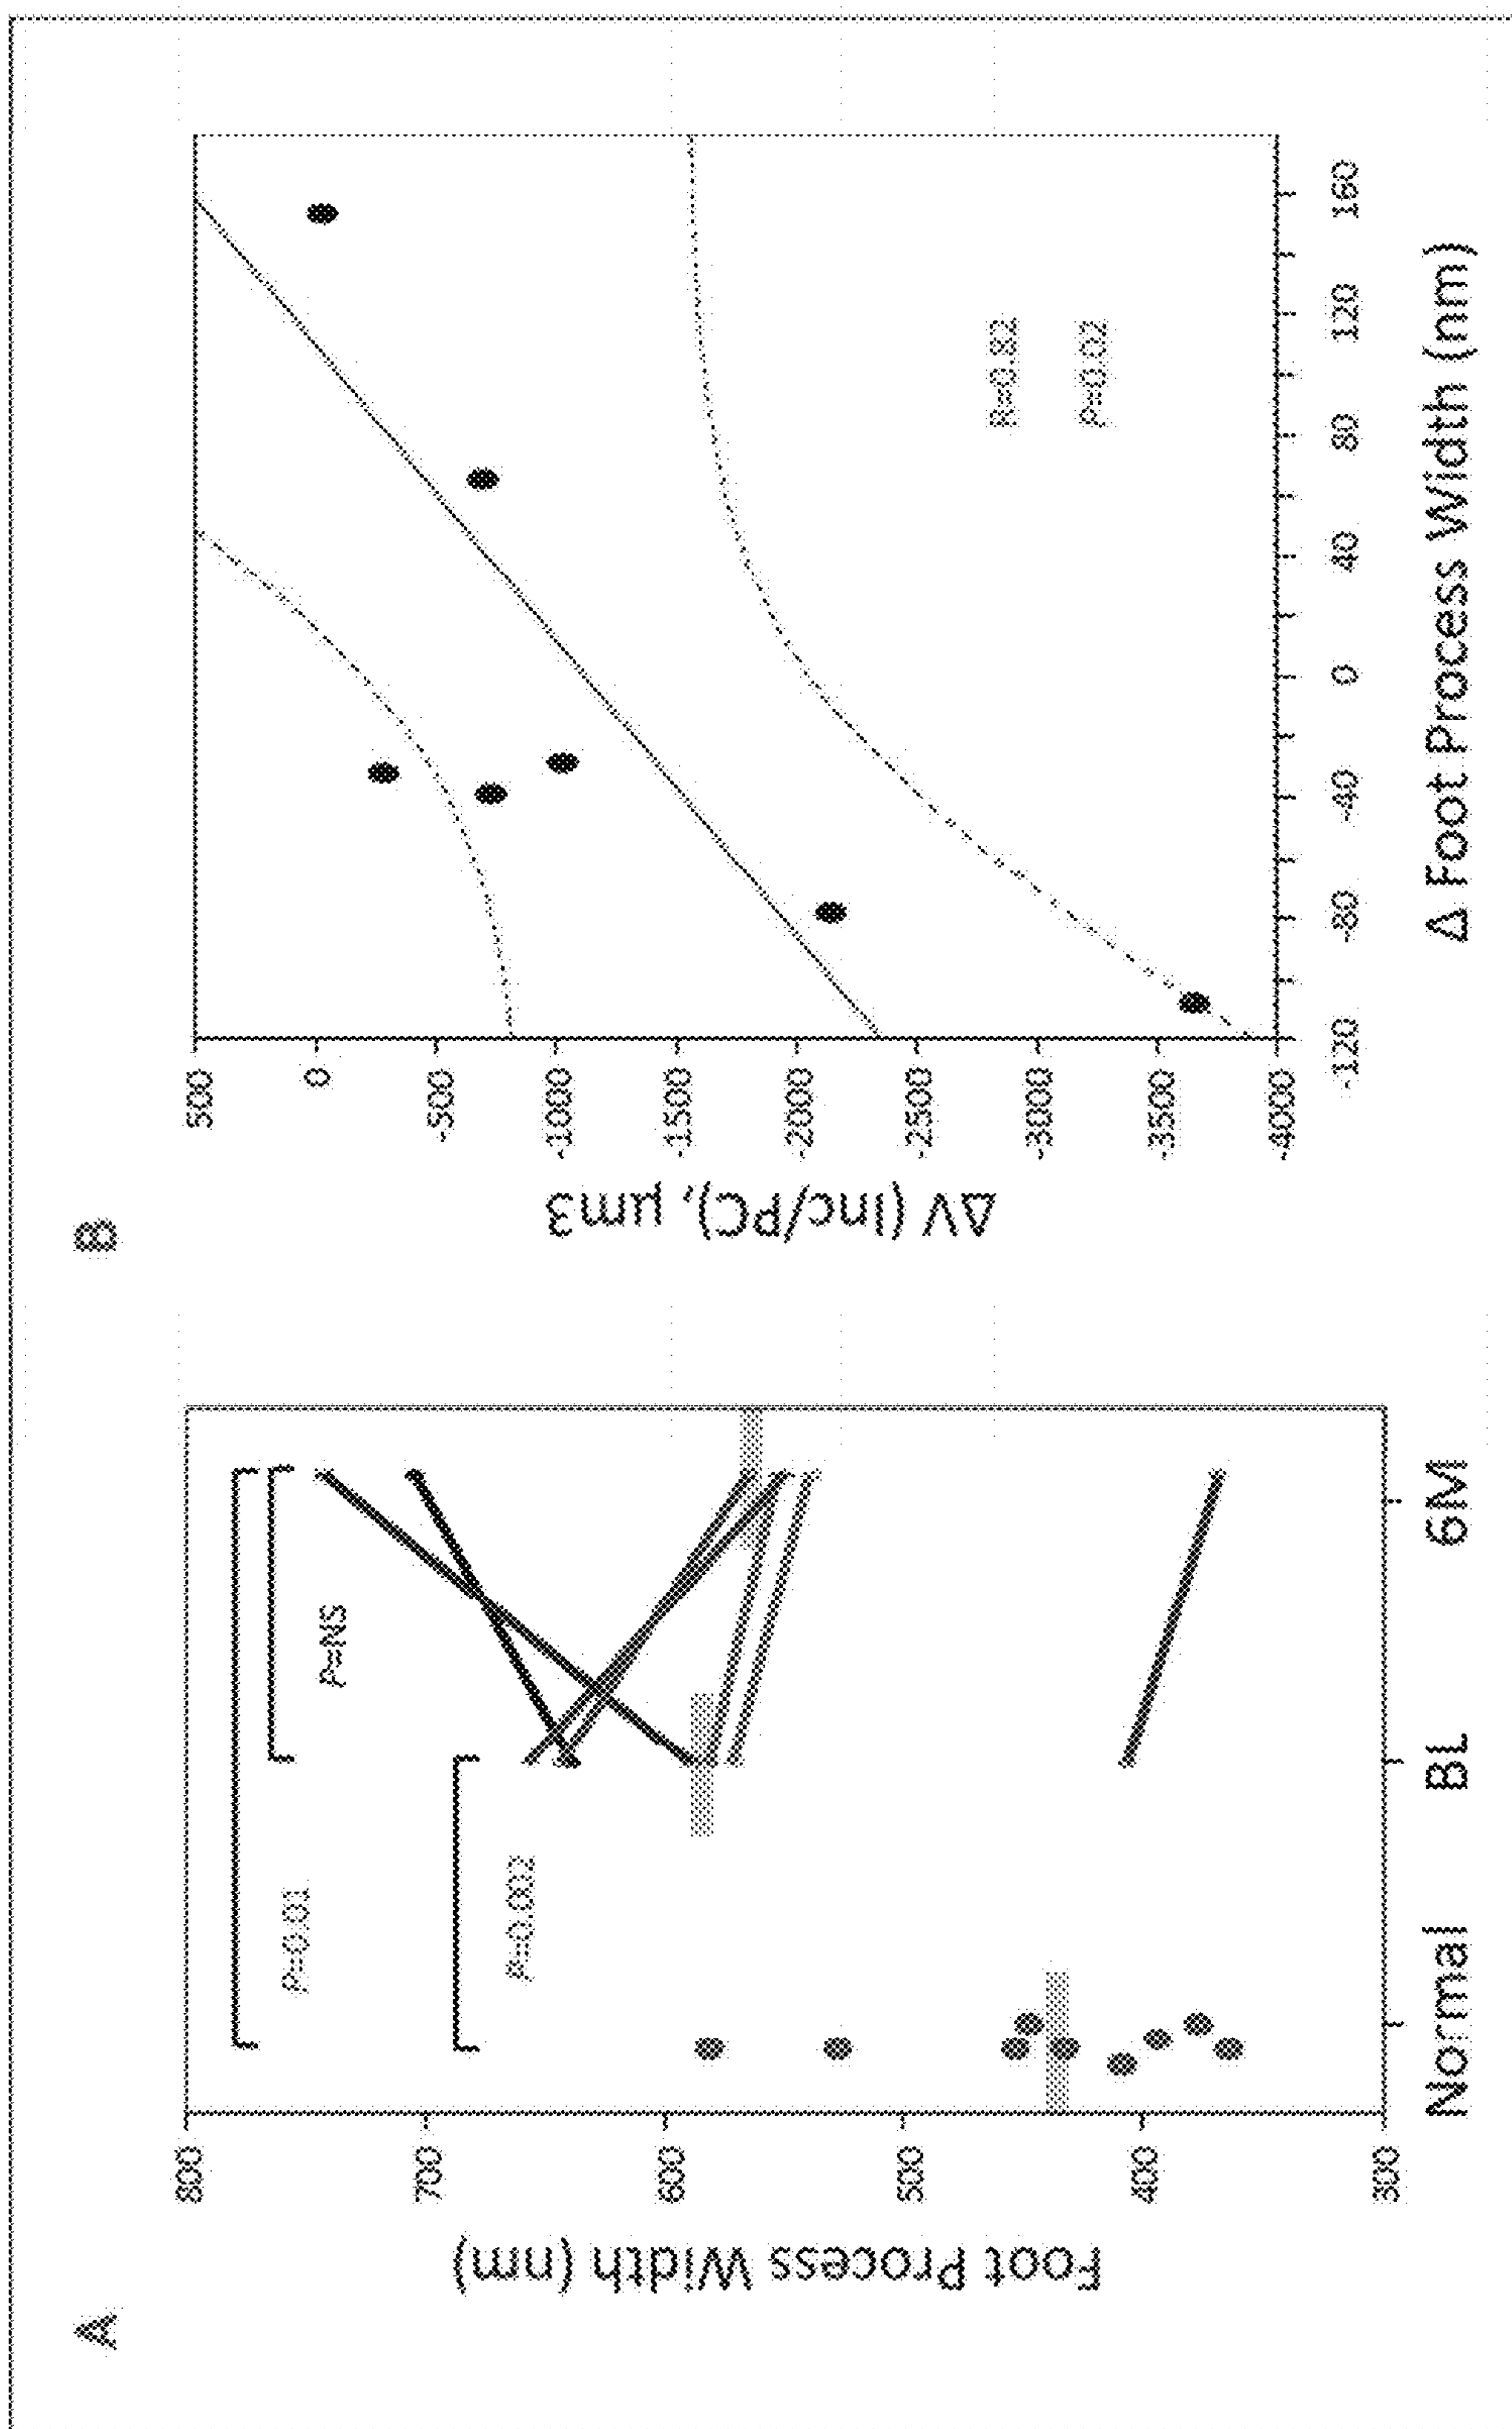 A
Foot Process Width (nm)
800
700
600
500
400
300
P=0.01
P=NS
P=0.002
Normal BL 6M
B
ΔV (Inc/PC), µm3
500
0
-500
-1000
-1500
-2000
-2500
-3000
-3500
-4000
R=0.82
P=0.02
-120 -80 -40 0 40 80 120 160
Δ Foot Process Width (nm)